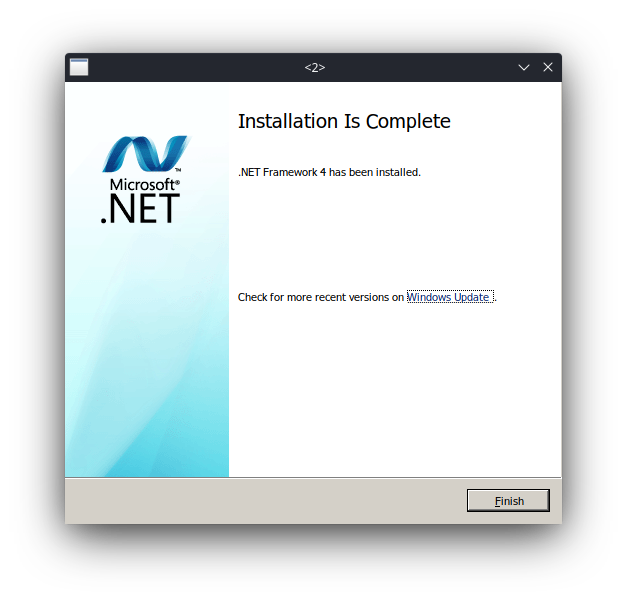 <2>
Installation Is Complete
Microsoft®
.NET™
.NET Framework 4 has been installed.
Check for more recent versions on Windows Update .
Finish